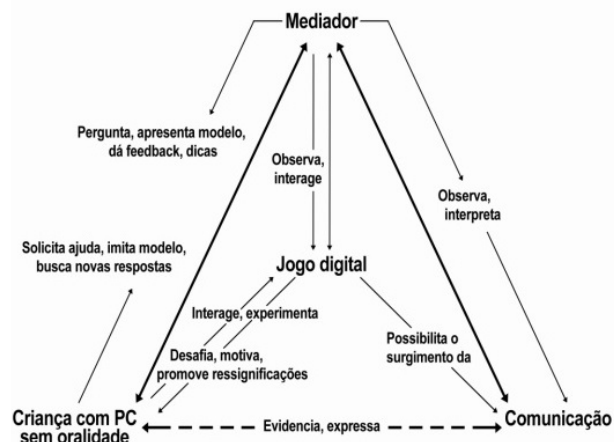 Mediador
Pergunta, apresenta modelo,
dá feedback, dicas
Observa,
interage
Observa,
interpreta
Solicita ajuda, imita modelo,
busca novas respostas
Jogo digital
Interage, experimenta
Desafia, motiva,
promove ressignificações
Possibilita o
surgimento da
Criança com PC
sem oralidade
Evidencia, expressa
Comunicação